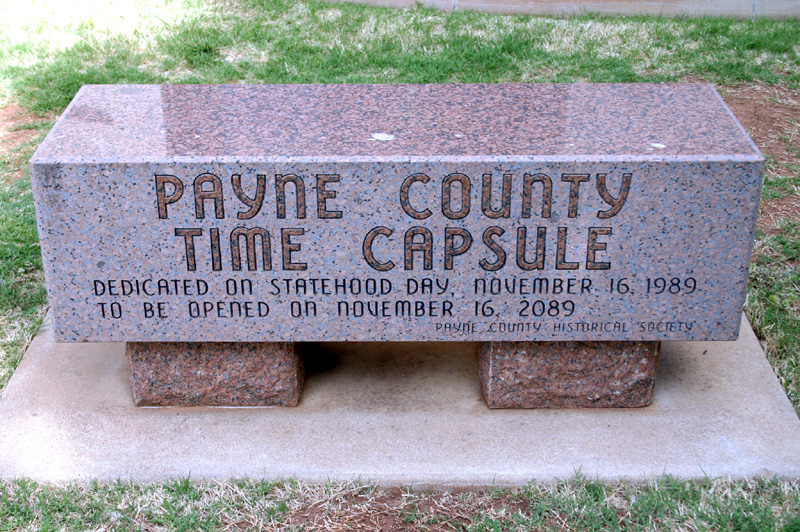 PAYNE COUNTY
TIME CAPSULE
DEDICATED ON STATEHOOD DAY, NOVEMBER 16, 1989
TO BE OPENED ON NOVEMBER 16, 2089
PAYNE COUNTY HISTORICAL SOCIETY